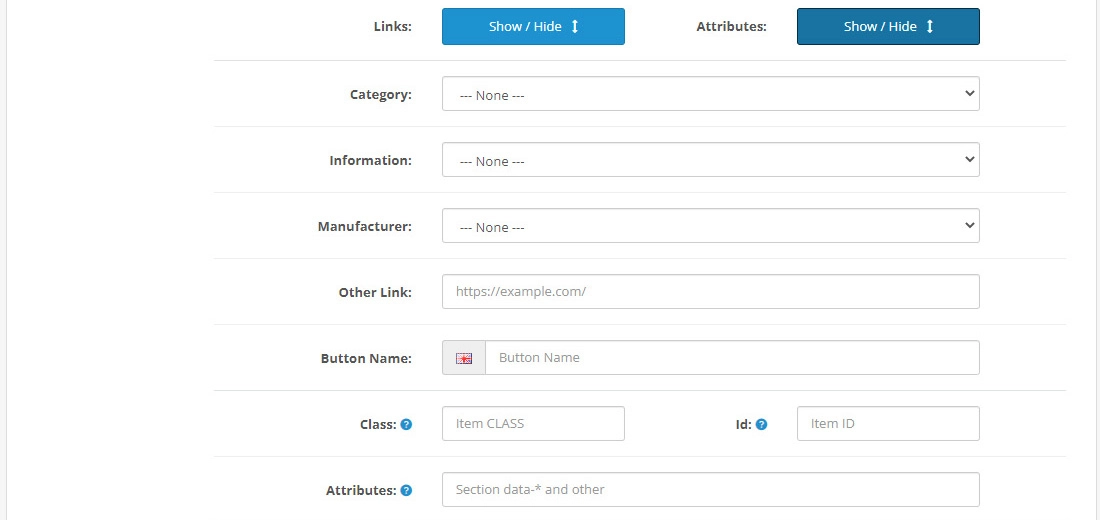 Links: Show / Hide Attributes: Show / Hide
Category: --- None ---
Information: --- None ---
Manufacturer: --- None ---
Other Link: https://example.com/
Button Name: Button Name
Class: ? Item CLASS Id: ? Item ID
Attributes: ? Section data-* and other